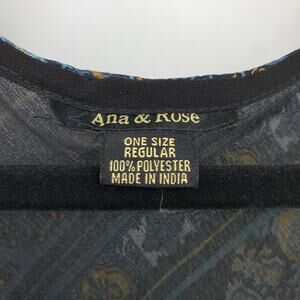 Ana & Rose
ONE SIZE
REGULAR
100% POLYESTER
MADE IN INDIA